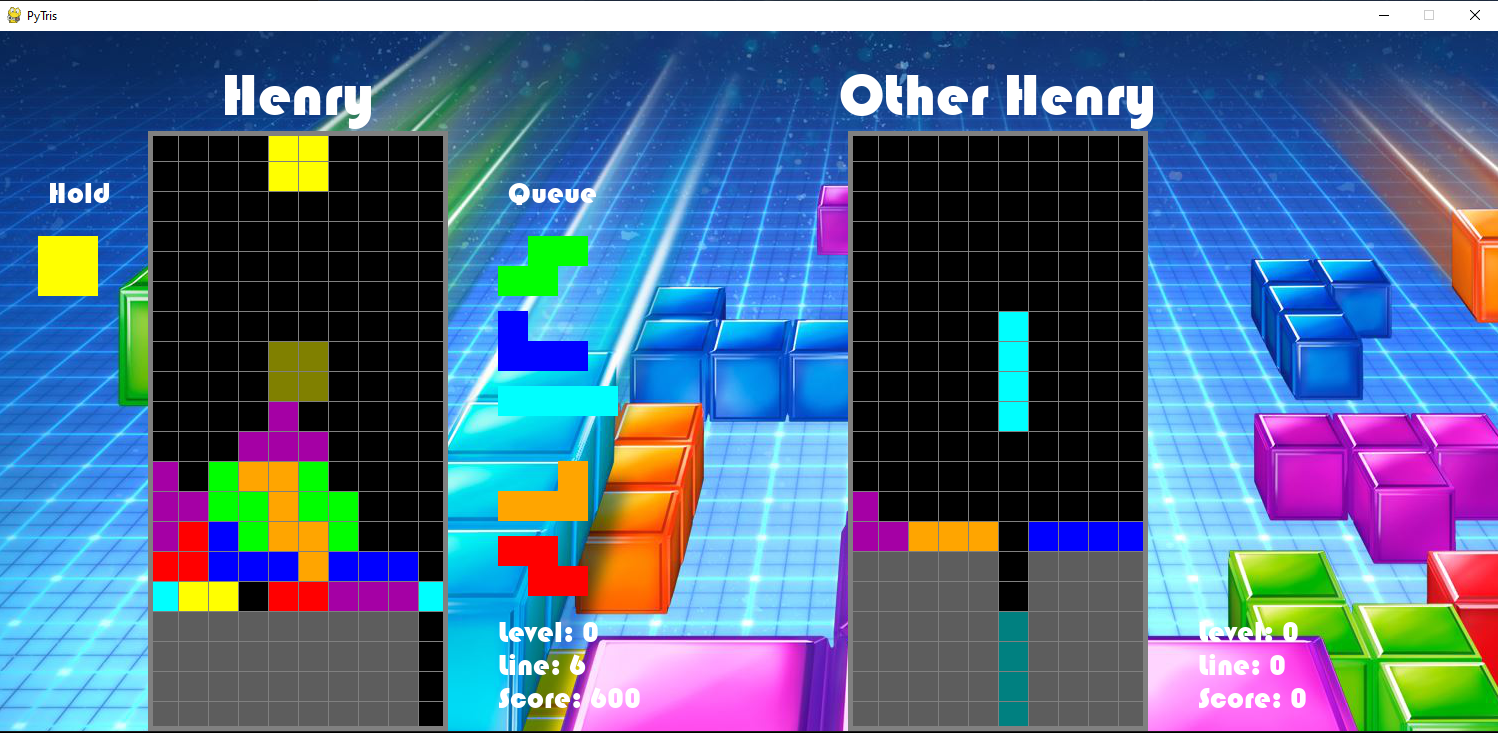 PyTris
Henry
Other Henry
Hold
Queue
Level: 0
Line: 6
Score: 600
Level: 0
Line: 0
Score: 0